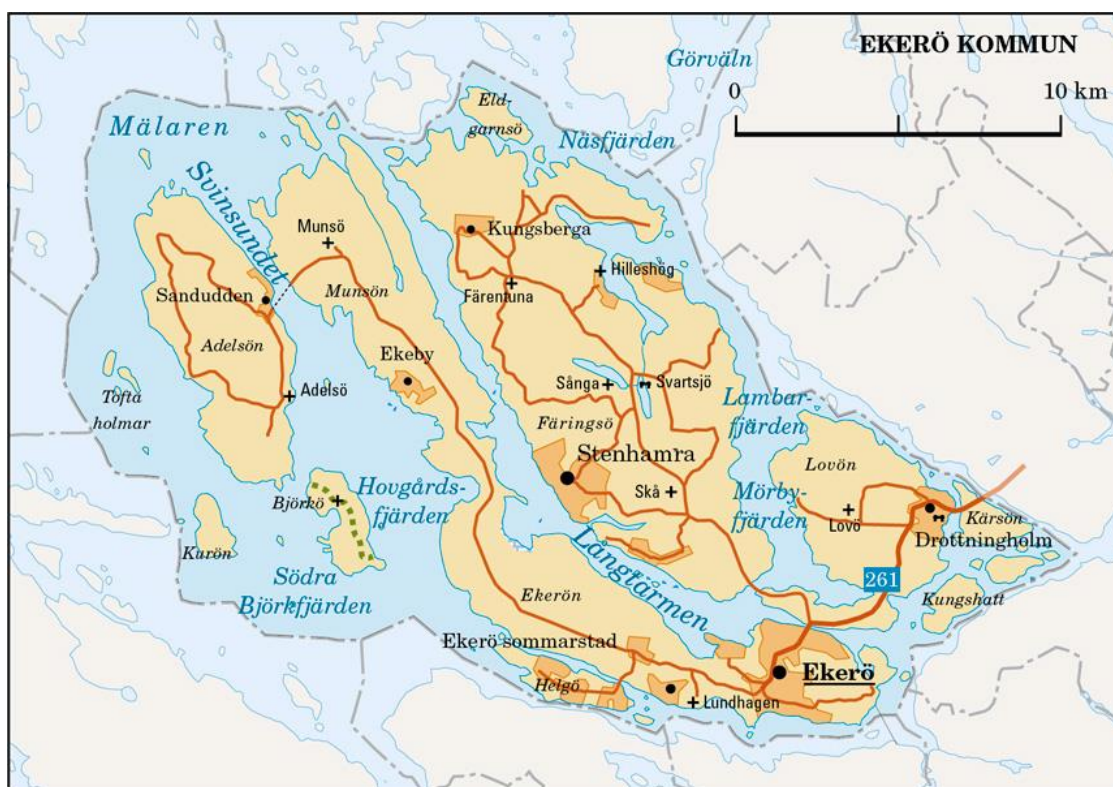 EKERÖ KOMMUN
0
10 km
Görväln
Mälaren
Eld-
garnsö
Näsfjärden
Svinsundet
Munsö
Kungsberga
Hilleshög
Färentuna
Munsön
Sandudden
Adelsön
Ekeby
Adelsö
Sånga
Svartsjö
Tofta
holmar
Färingsö
Lambar-
fjärden
Stenhamra
Lovön
Björkö
Hovgårds-
fjärden
Skå
Mörby-
fjärden
Lovö
Kärsön
Drottningholm
Kurön
Långtarmen
261
Södra
Björkfjärden
Ekerön
Kungshatt
Ekerö sommarstad
Helgö
Ekerö
Lundhagen